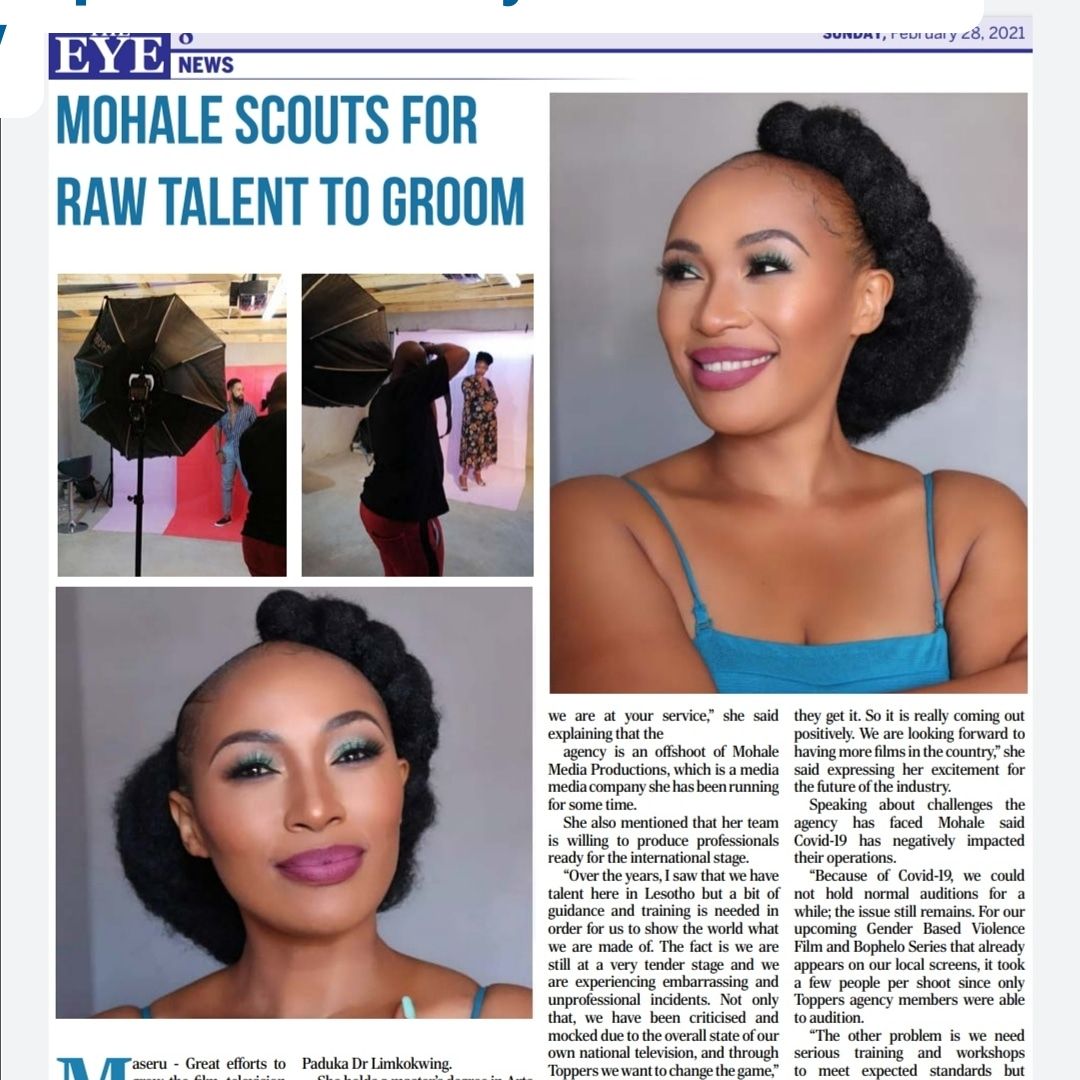 EYE
8
NEWS
SUNDAY, February 28, 2021
MOHALE SCOUTS FOR
RAW TALENT TO GROOM
Maseru - Great efforts to
Paduka Dr Limkokwing.
we are at your service,” she said
explaining that the
agency is an offshoot of Mohale
Media Productions, which is a media
media company she has been running
for some time.
She also mentioned that her team
is willing to produce professionals
ready for the international stage.
“Over the years, I saw that we have
talent here in Lesotho but a bit of
guidance and training is needed in
order for us to show the world what
we are made of. The fact is we are
still at a very tender stage and we
are experiencing embarrassing and
unprofessional incidents. Not only
that, we have been criticised and
mocked due to the overall state of our
own national television, and through
Toppers we want to change the game,”
they get it. So it is really coming out
positively. We are looking forward to
having more films in the country,” she
said expressing her excitement for
the future of the industry.
Speaking about challenges the
agency has faced Mohale said
Covid-19 has negatively impacted
their operations.
“Because of Covid-19, we could
not hold normal auditions for a
while; the issue still remains. For our
upcoming Gender Based Violence
Film and Bophelo Series that already
appears on our local screens, it took
a few people per shoot since only
Toppers agency members were able
to audition.
“The other problem is we need
serious training and workshops
to meet expected standards but